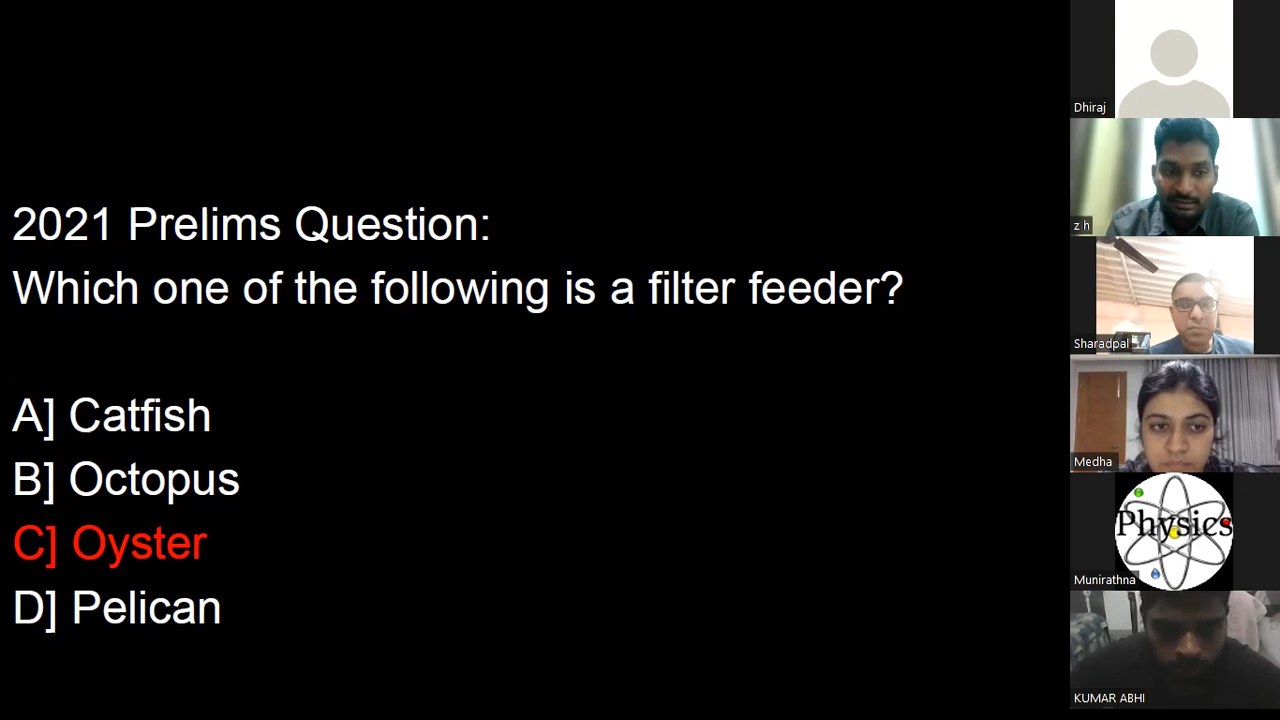 2021 Prelims Question:
Which one of the following is a filter feeder?
A] Catfish
B] Octopus
C] Oyster
D] Pelican
Dhiraj
z h
Sharadpal
Medha
Physics
Munirathna
KUMAR ABHI